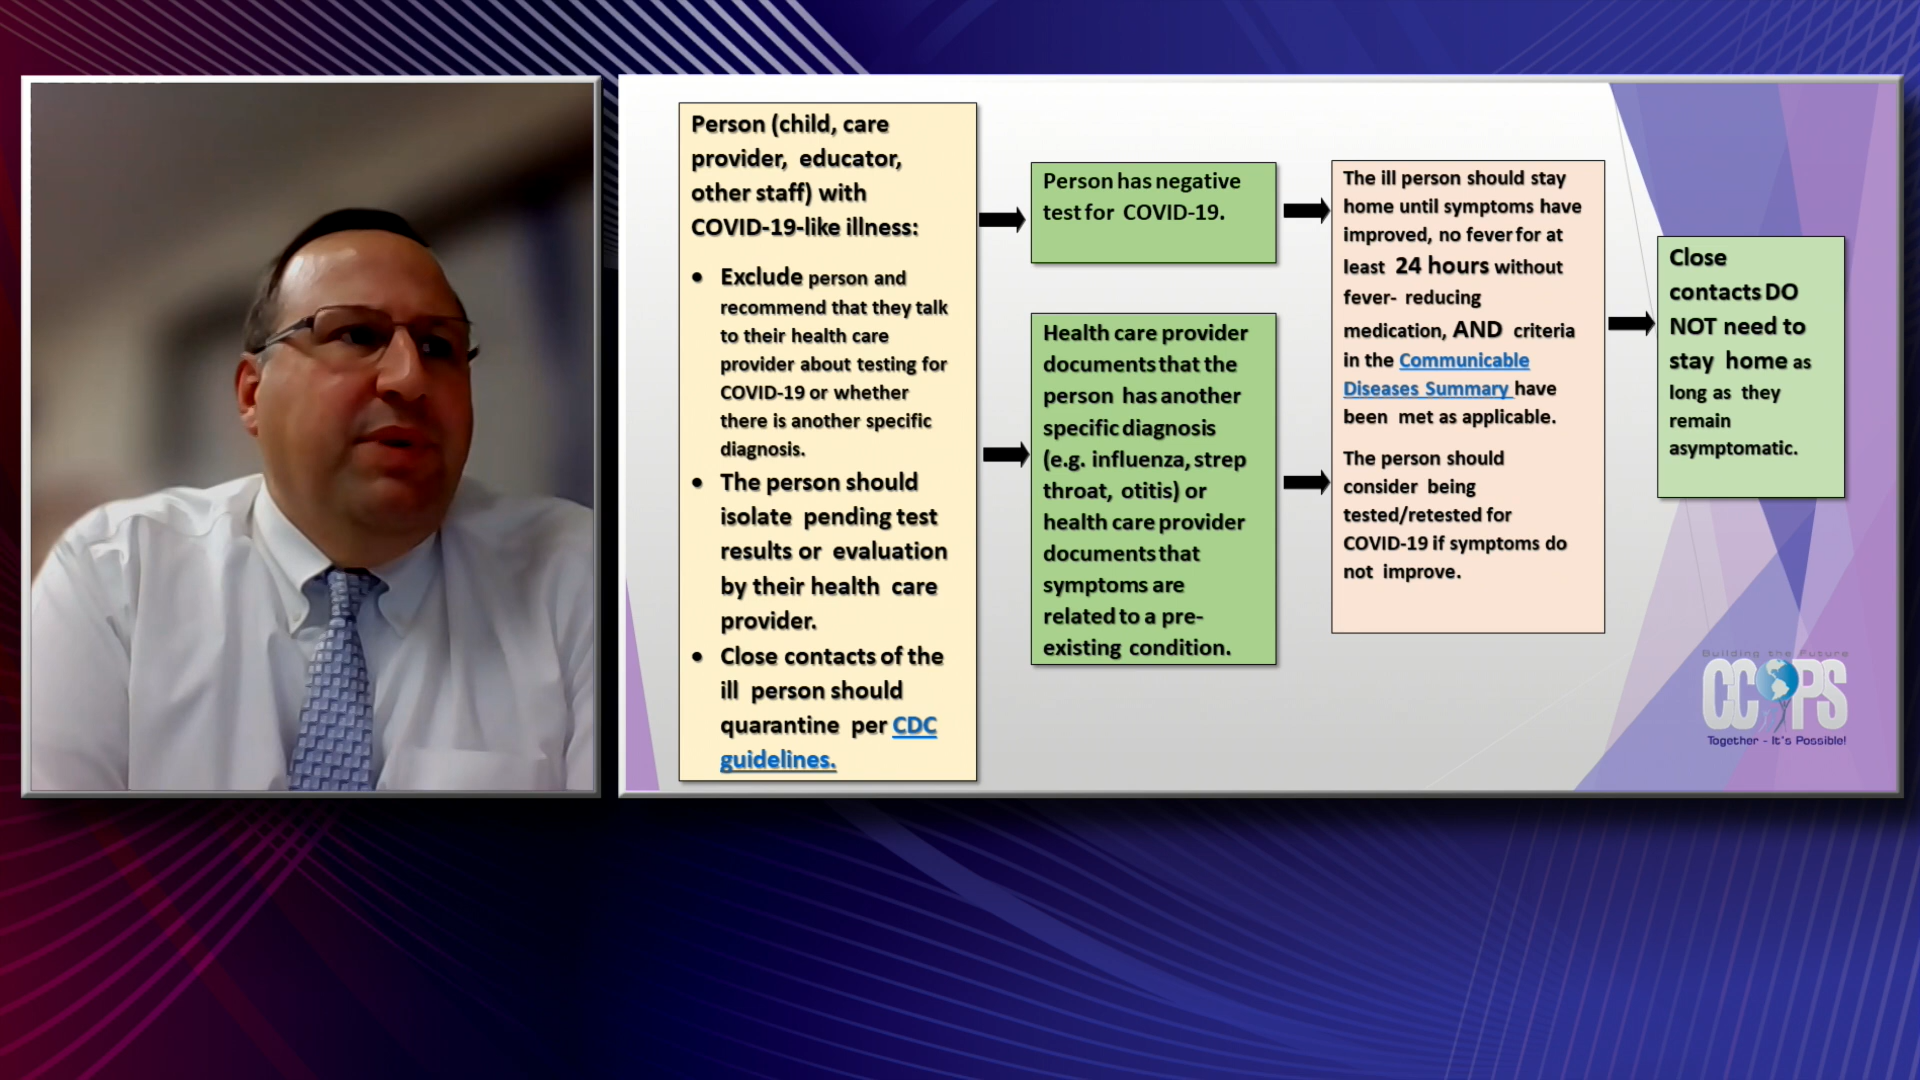 Person (child, care
provider, educator,
other staff) with
COVID-19-like illness:
• Exclude person and
recommend that they talk
to their health care
provider about testing for
COVID-19 or whether
there is another specific
diagnosis.
• The person should
isolate pending test
results or evaluation
by their health care
provider.
• Close contacts of the
ill person should
quarantine per CDC
guidelines.
Person has negative
test for COVID-19.
Health care provider
documents that the
person has another
specific diagnosis
(e.g. influenza, strep
throat, otitis) or
health care provider
documents that
symptoms are
related to a pre-
existing condition.
The ill person should stay
home until symptoms have
improved, no fever for at
least 24 hours without
fever- reducing
medication, AND criteria
in the Communicable
Diseases Summary have
been met as applicable.
The person should
consider being
tested/retested for
COVID-19 if symptoms do
not improve.
Close
contacts DO
NOT need to
stay home as
long as they
remain
asymptomatic.
Building the Future
CCOPS
Together - It's Possible!